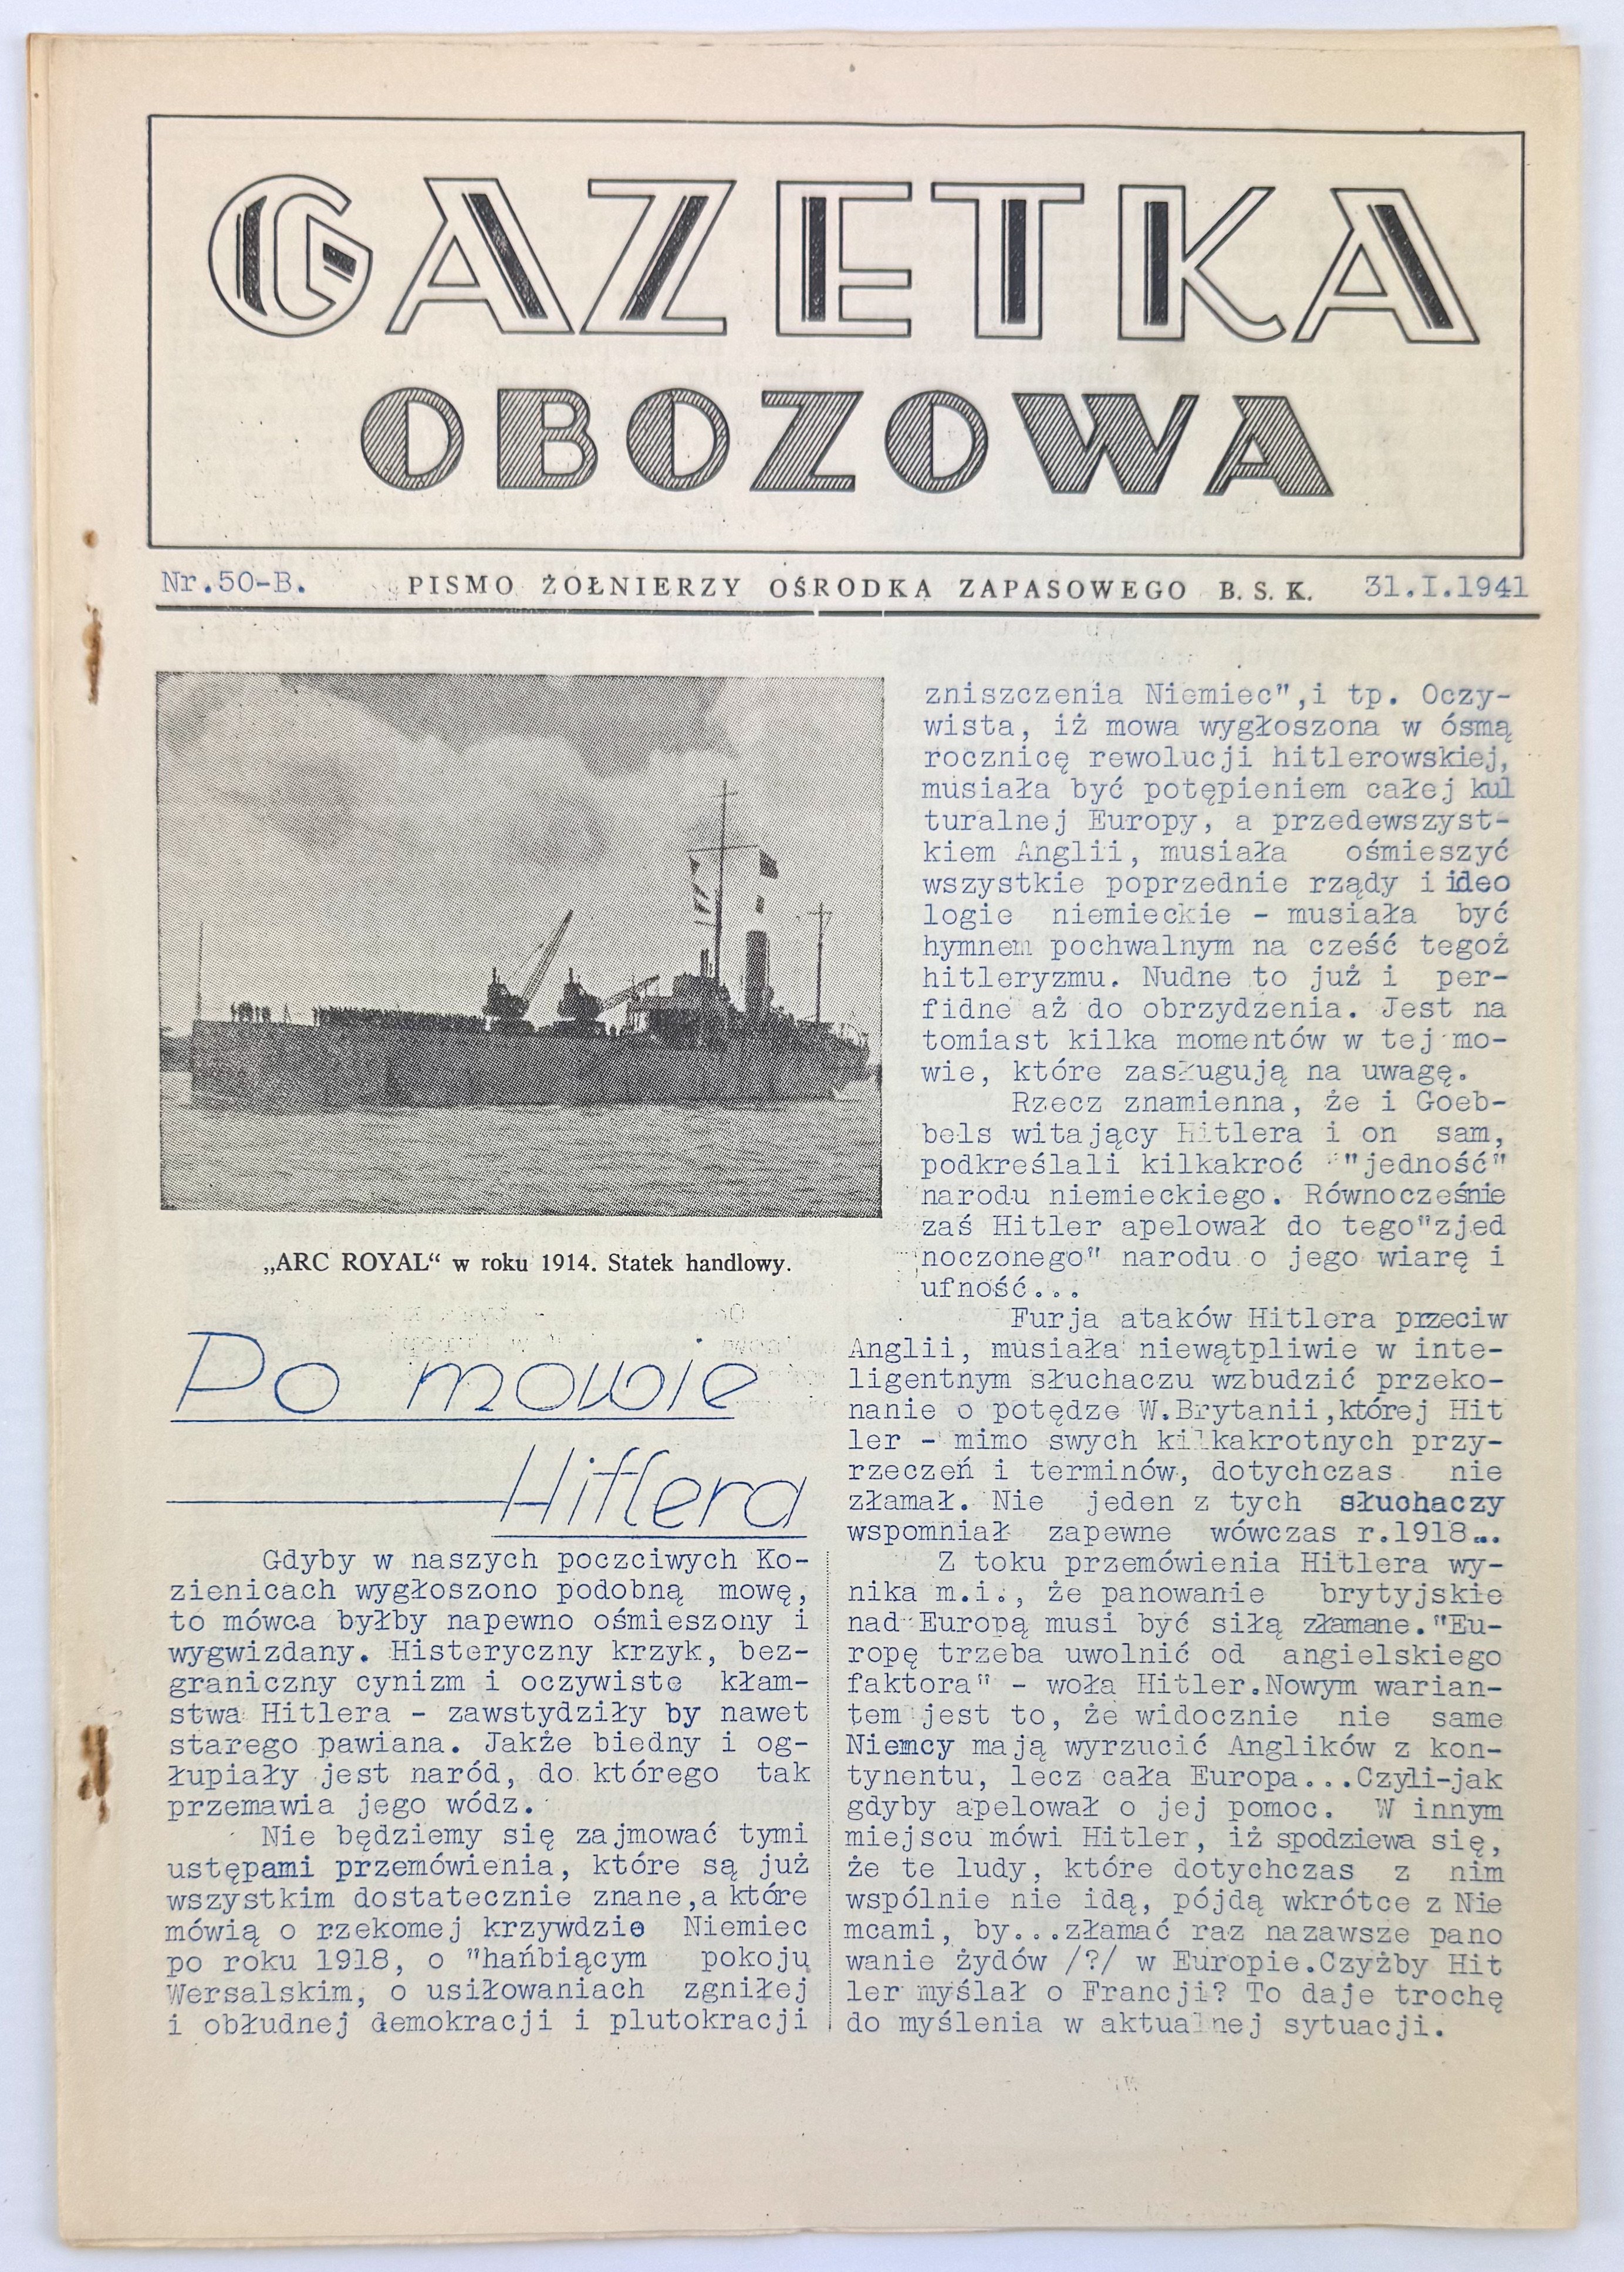 GAZETKA
OBOZOWA
Nr.50-B. PISMO ŻOŁNIERZY OŚRODKA ZAPASOWEGO B. S. K. 31.I.1941
„ARC ROYAL“ w roku 1914. Statek handlowy.
Po mowie
Hitlera
Gdyby w naszych poczciwych Ko-
zienicach wygłoszono podobną mowę,
to mówca byłby napewno ośmieszony i
wygwizdany. Histeryczny krzyk, bez-
graniczny cynizm i oczywiste kłam-
stwa Hitlera - zawstydziły by nawet
starego pawiana. Jakże biedny i og-
łupiały jest naród, do którego tak
przemawia jego wódz.
Nie będziemy się zajmować tymi
ustępami przemówienia, które są już
wszystkim dostatecznie znane,a które
mówią o rzekomej krzywdzie Niemiec
po roku 1918, o "hańbiącym pokoju
Wersalskim, o usiłowaniach zgniłej
i obłudnej demokracji i plutokracji
zniszczenia Niemiec",i tp. Oczy-
wista, iż mowa wygłoszona w ósmą
rocznicę rewolucji hitlerowskiej,
musiała być potępieniem całej kul
turalnej Europy, a przedewszyst-
kiem Anglii, musiała ośmieszyć
wszystkie poprzednie rządy i ideo
logie niemieckie - musiała być
hymnem pochwalnym na cześć tegoż
hitleryzmu. Nudne to już i per-
fidne aż do obrzydzenia. Jest na
tomiast kilka momentów w tej mo-
wie, które zasługują na uwagę.
Rzecz znamienna, że i Goeb-
bels witający Hitlera i on sam,
podkreślali kilkakroć "jedność"
narodu niemieckiego. Równocześnie
zaś Hitler apelował do tego"zjed
noczonego" narodu o jego wiarę i
ufność...
Furja ataków Hitlera przeciw
Anglii, musiała niewątpliwie w inte-
ligentnym słuchaczu wzbudzić przeko-
nanie o potędze W.Brytanii,której Hit
ler - mimo swych kilkakrotnych przy-
rzeczeń i terminów, dotychczas nie
złamał. Nie jeden z tych słuchaczy
wspomniał zapewne wówczas r.1918...
Z toku przemówienia Hitlera wy-
nika m.i., że panowanie brytyjskie
nad Europą musi być siłą złamane."Eu-
ropę trzeba uwolnić od angielskiego
faktora" - woła Hitler.Nowym warian-
tem jest to, że widocznie nie same
Niemcy mają wyrzucić Anglików z kon-
tynentu, lecz cała Europa...Czyli-jak
gdyby apelował o jej pomoc. W innym
miejscu mówi Hitler, iż spodziewa się,
że te ludy, które dotychczas z nim
wspólnie nie idą, pójdą wkrótce z Nie
mcami, by...złamać raz nazawsze pano
wanie żydów /?/ w Europie.Czyżby Hit
ler myślał o Francji? To daje trochę
do myślenia w aktualnej sytuacji.